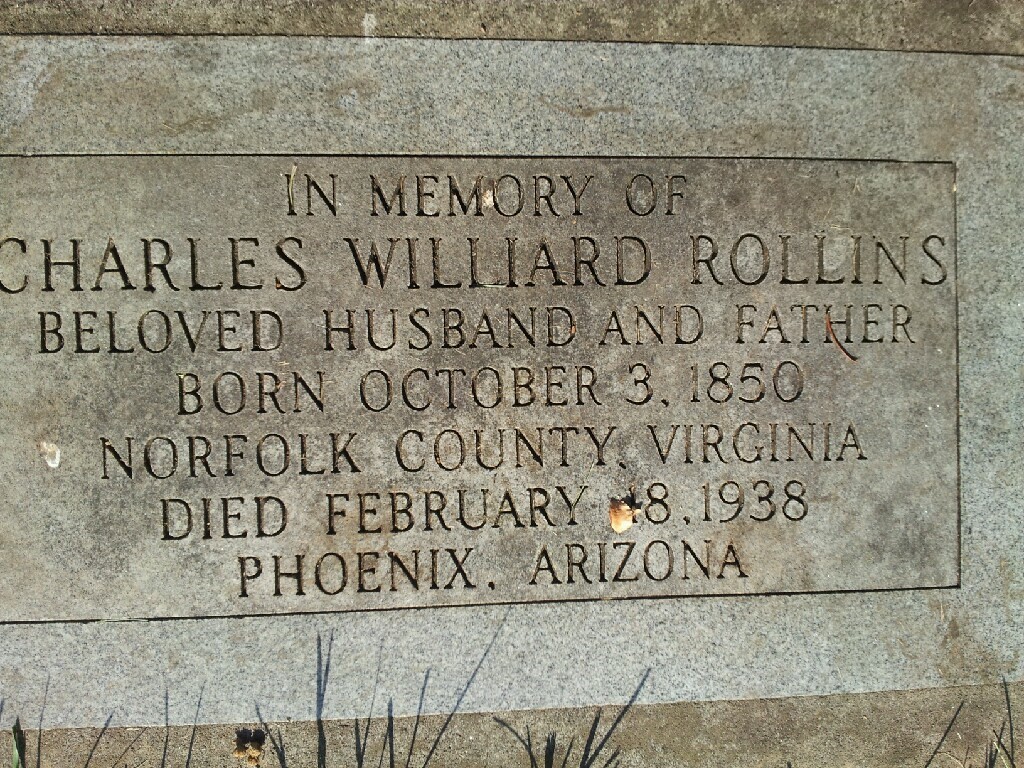 IN MEMORY OF
CHARLES WILLIARD ROLLINS
BELOVED HUSBAND AND FATHER
BORN OCTOBER 3, 1850
NORFOLK COUNTY, VIRGINIA
DIED FEBRUARY 18, 1938
PHOENIX, ARIZONA